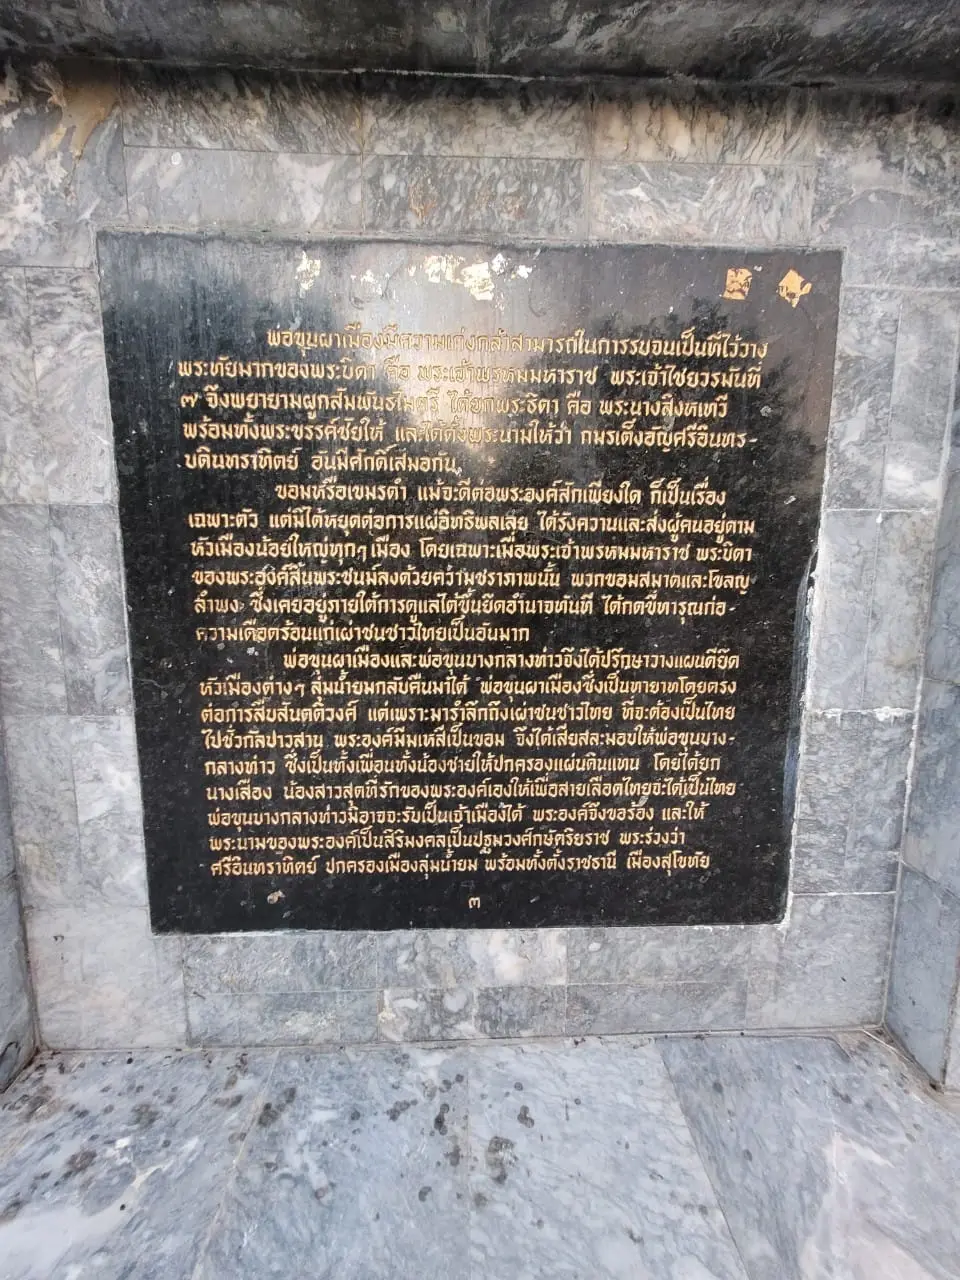 พ่อขุนผาเมืองมีความเก่งกล้าสามารถในการรบจนเป็นที่ไว้วาง
พระทัยมากของพระบิดา คือ พระเจ้าพรหมมหาราช พระเจ้าไชยวรมันที่
๗ จึงพยายามผูกสัมพันธไมตรี ได้ยกพระธิดา คือ พระนางสิงหเทวี
พร้อมทั้งพระขรรค์ชัยให้ และได้ตั้งพระนามให้ว่า กมรเต็งอัญศรีอินทร-
บดินทราทิตย์ อันมีศักดิ์เสมอกัน
ขอมหรือเขมรดำ แม้จะดีต่อพระองค์สักเพียงใด ก็เป็นเรื่อง
เฉพาะตัว แต่มิได้หยุดต่อการแผ่อิทธิพลเลย ได้รังควานและส่งผู้คนอยู่ตาม
หัวเมืองน้อยใหญ่ทุกๆ เมือง โดยเฉพาะเมื่อพระเจ้าพรหมมหาราช พระบิดา
ของพระองค์สิ้นพระชนม์ลงด้วยความชราภาพนั้น พวกขอมสมาดและโขลญ
ลำพง ซึ่งเคยอยู่ภายใต้การดูแลได้ขึ้นยึดอำนาจทันที ได้กดขี่ทารุณก่อ-
ความเดือดร้อนแก่เผ่าชนชาวไทยเป็นอันมาก
พ่อขุนผาเมืองและพ่อขุนบางกลางท่าวจึงได้ปรึกษาวางแผนตียึด
หัวเมืองต่างๆ ลุ่มน้ำยมกลับคืนมาได้ พ่อขุนผาเมืองซึ่งเป็นทายาทโดยตรง
ต่อการสืบสันตติวงศ์ แต่เพราะมารำลึกถึงเผ่าชนชาวไทย ที่จะต้องเป็นไทย
ไปชั่วกัลปาวสาน พระองค์มีมเหสีเป็นขอม จึงได้เสียสละมอบให้พ่อขุนบาง-
กลางท่าว ซึ่งเป็นทั้งเพื่อนทั้งน้องชายให้ปกครองแผ่นดินแทน โดยได้ยก
นางเสือง น้องสาวสุดที่รักของพระองค์เองให้เพื่อสายเลือดไทยจะได้เป็นไทย
พ่อขุนบางกลางท่าวมิอาจจะรับเป็นเจ้าเมืองได้ พระองค์จึงขอร้อง และให้
พระนามของพระองค์เป็นสิริมงคลเป็นปฐมวงศ์กษัตริยราช พระร่วงว่า
ศรีอินทราทิตย์ ปกครองเมืองลุ่มน้ำยม พร้อมทั้งตั้งราชธานี เมืองสุโขทัย
๓